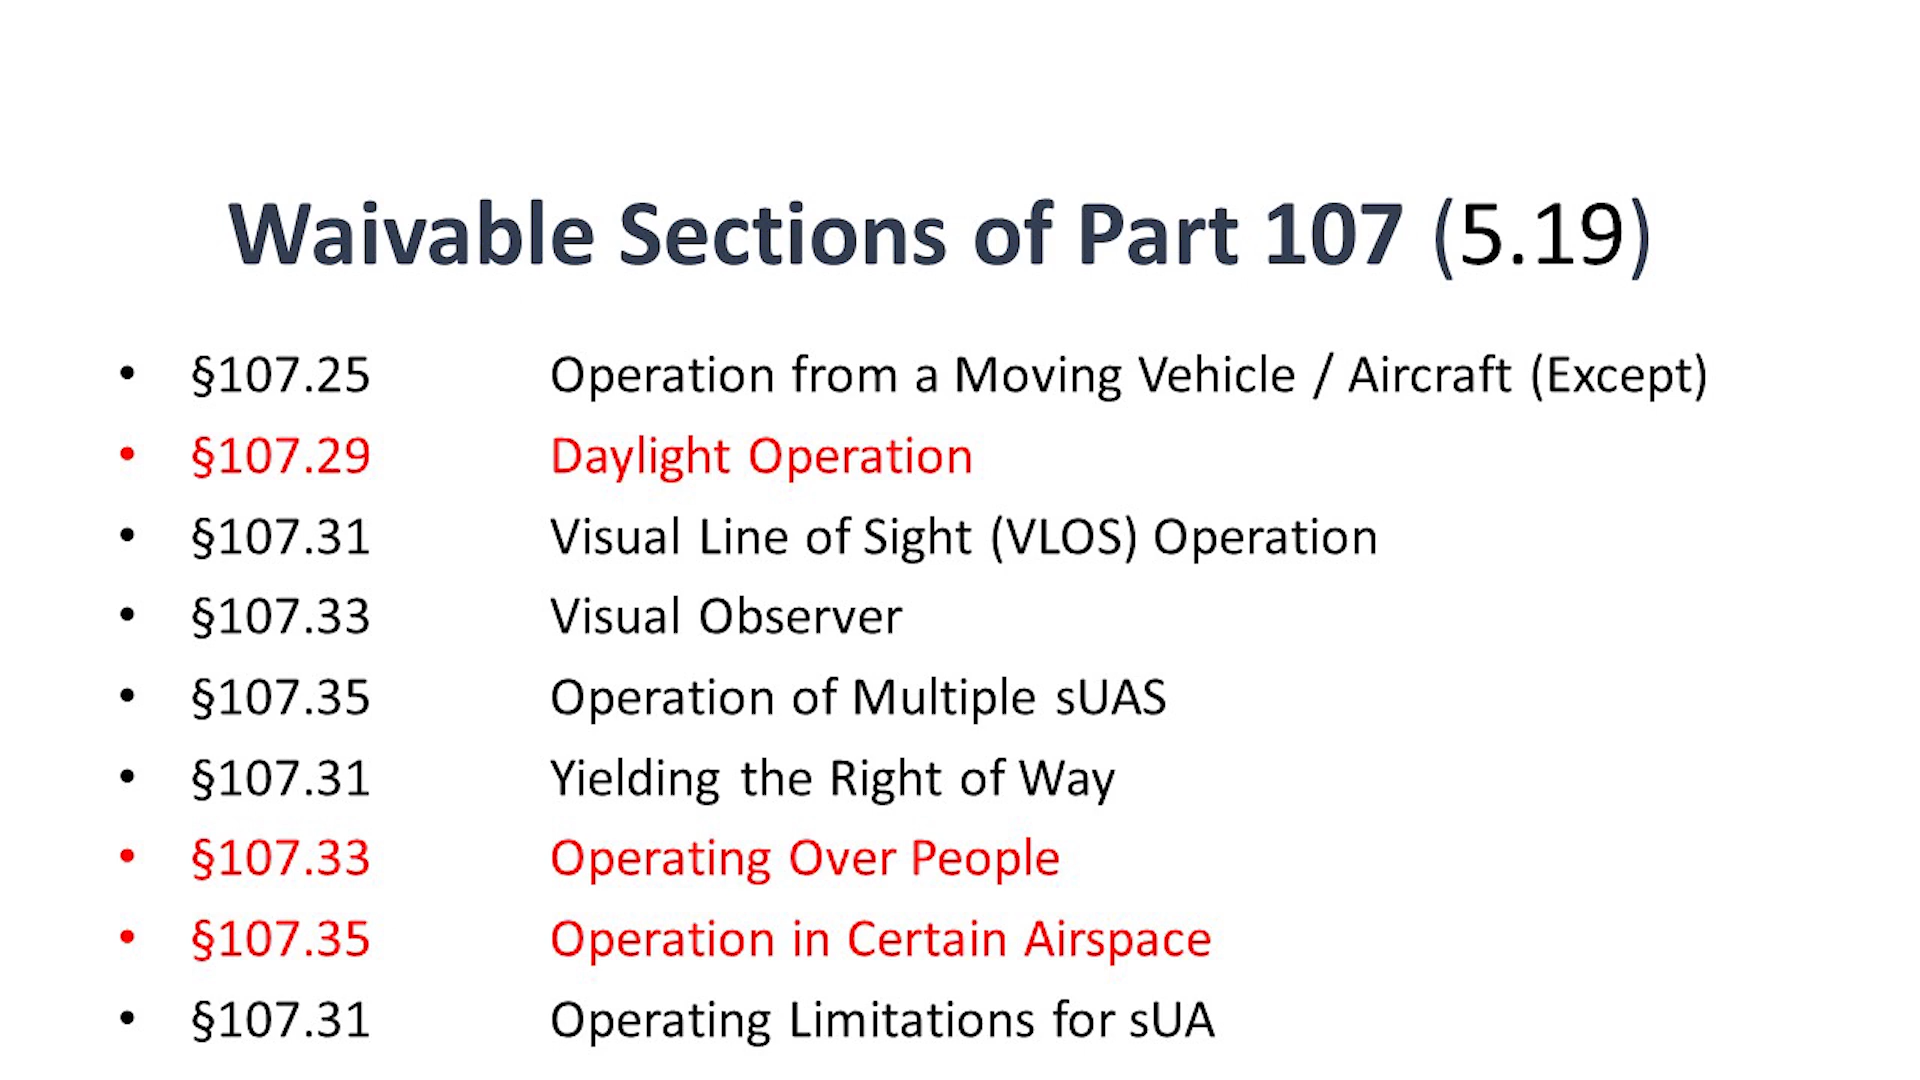 Waivable Sections of Part 107 (5.19)
• §107.25 Operation from a Moving Vehicle / Aircraft (Except)
• §107.29 Daylight Operation
• §107.31 Visual Line of Sight (VLOS) Operation
• §107.33 Visual Observer
• §107.35 Operation of Multiple sUAS
• §107.31 Yielding the Right of Way
• §107.33 Operating Over People
• §107.35 Operation in Certain Airspace
• §107.31 Operating Limitations for sUA